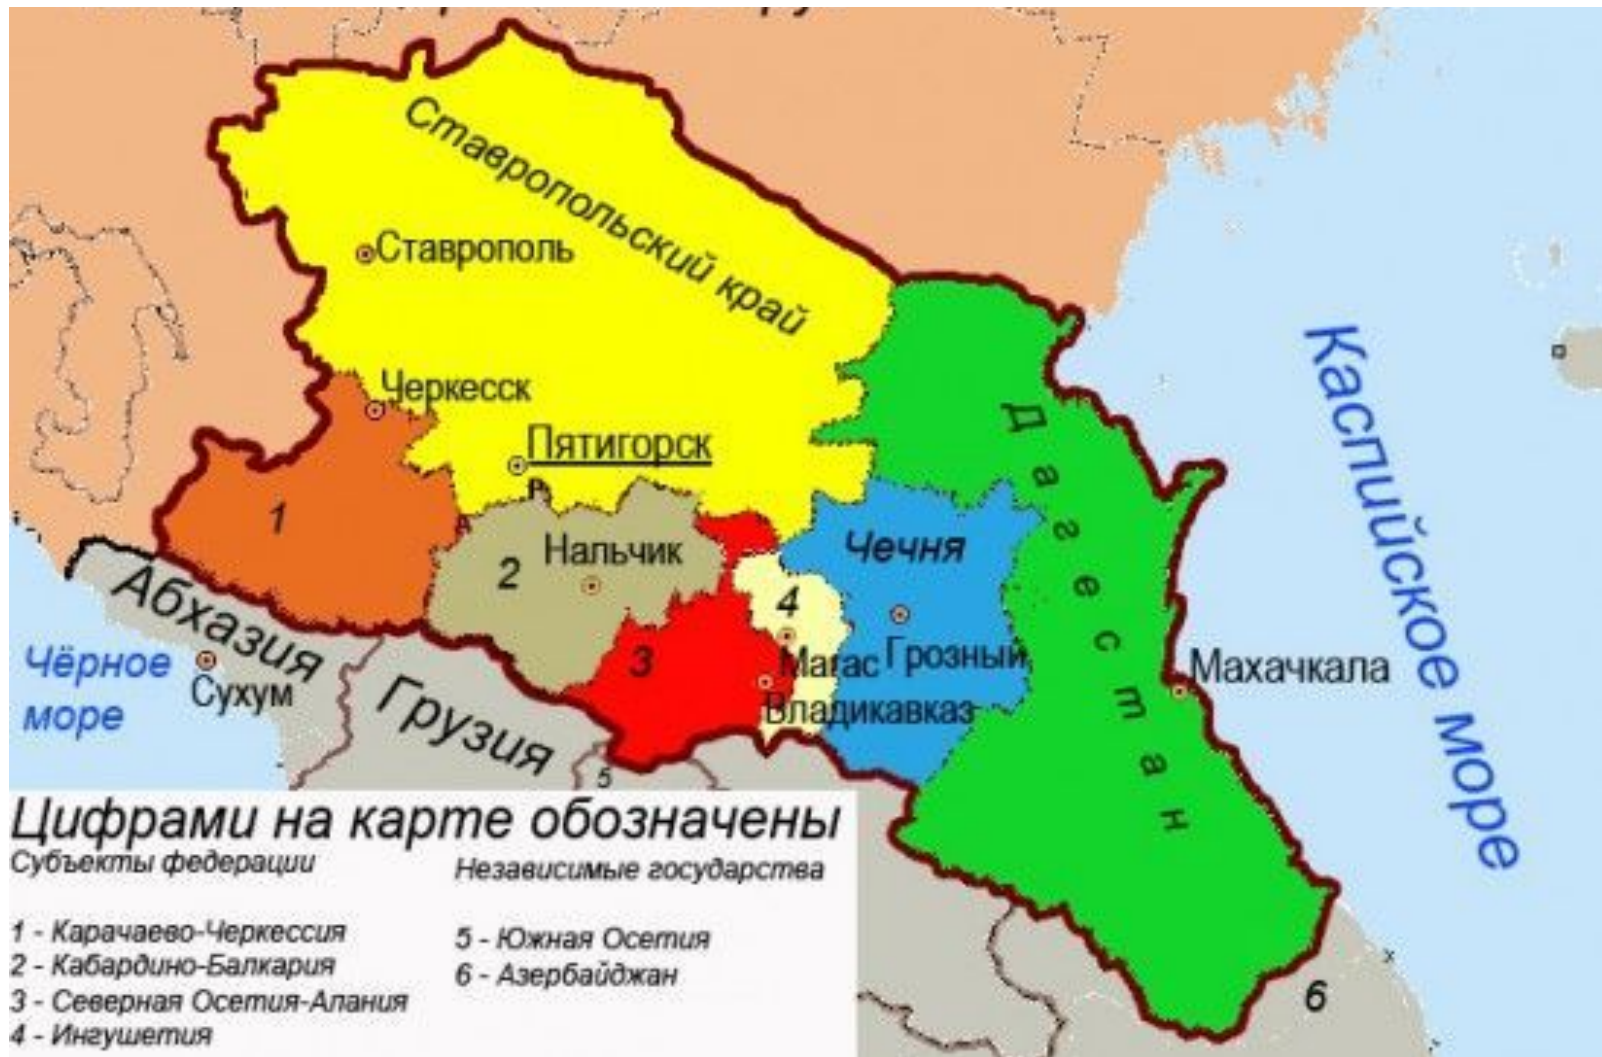 Ставропольский край
Ставрополь
Черкесск
Пятигорск
1
2
Нальчик
Чечня
4
3
Магас
Грозный
Владикавказ
Дагестан
Махачкала
Каспийское море
Абхазия
Сухум
Чёрное
море
Грузия
5
6
Цифрами на карте обозначены
Субъекты федерации
1 - Карачаево-Черкессия
2 - Кабардино-Балкария
3 - Северная Осетия-Алания
4 - Ингушетия
Независимые государства
5 - Южная Осетия
6 - Азербайджан